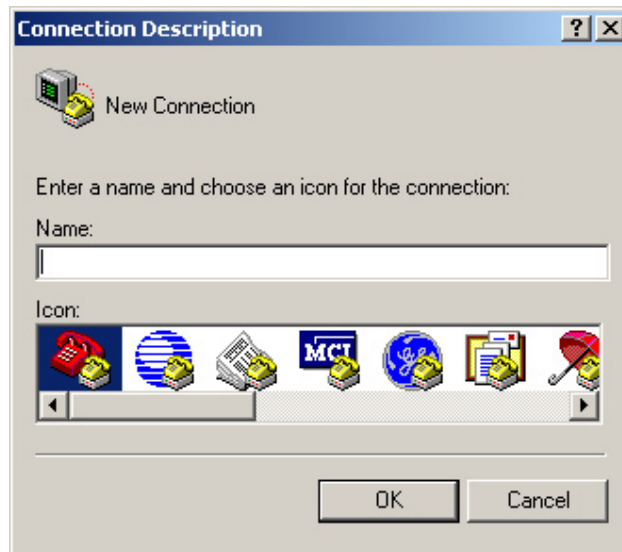 Connection Description
New Connection
Enter a name and choose an icon for the connection:
Name:
Icon:
MCI
OK
Cancel